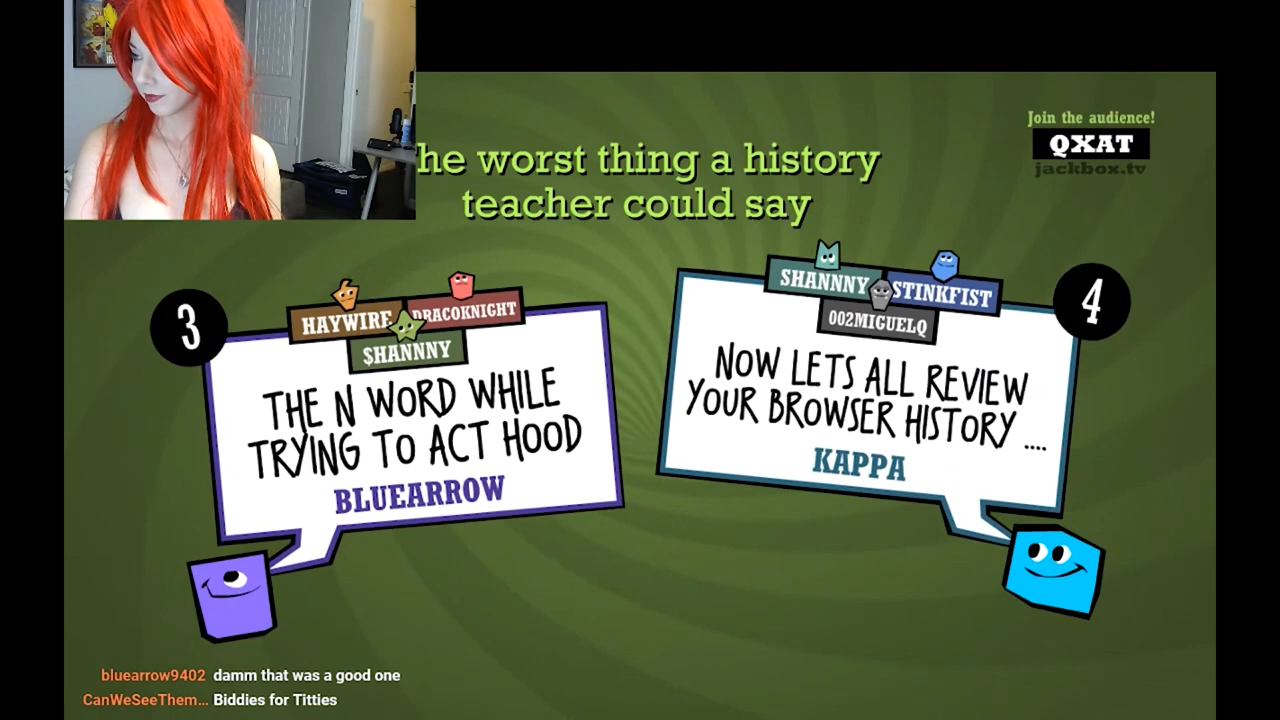 Join the audience!
QXAT
jackbox.tv
he worst thing a history
teacher could say
3
HAYWIRE
DRACOKNIGHT
$HANNNY
THE N WORD WHILE
TRYING TO ACT HOOD
BLUEARROW
SHANNNY
STINKFIST
002MIGUELQ
4
NOW LETS ALL REVIEW
YOUR BROWSER HISTORY ....
KAPPA
bluearrow9402 damm that was a good one
CanWeSeeThem... Biddies for Titties